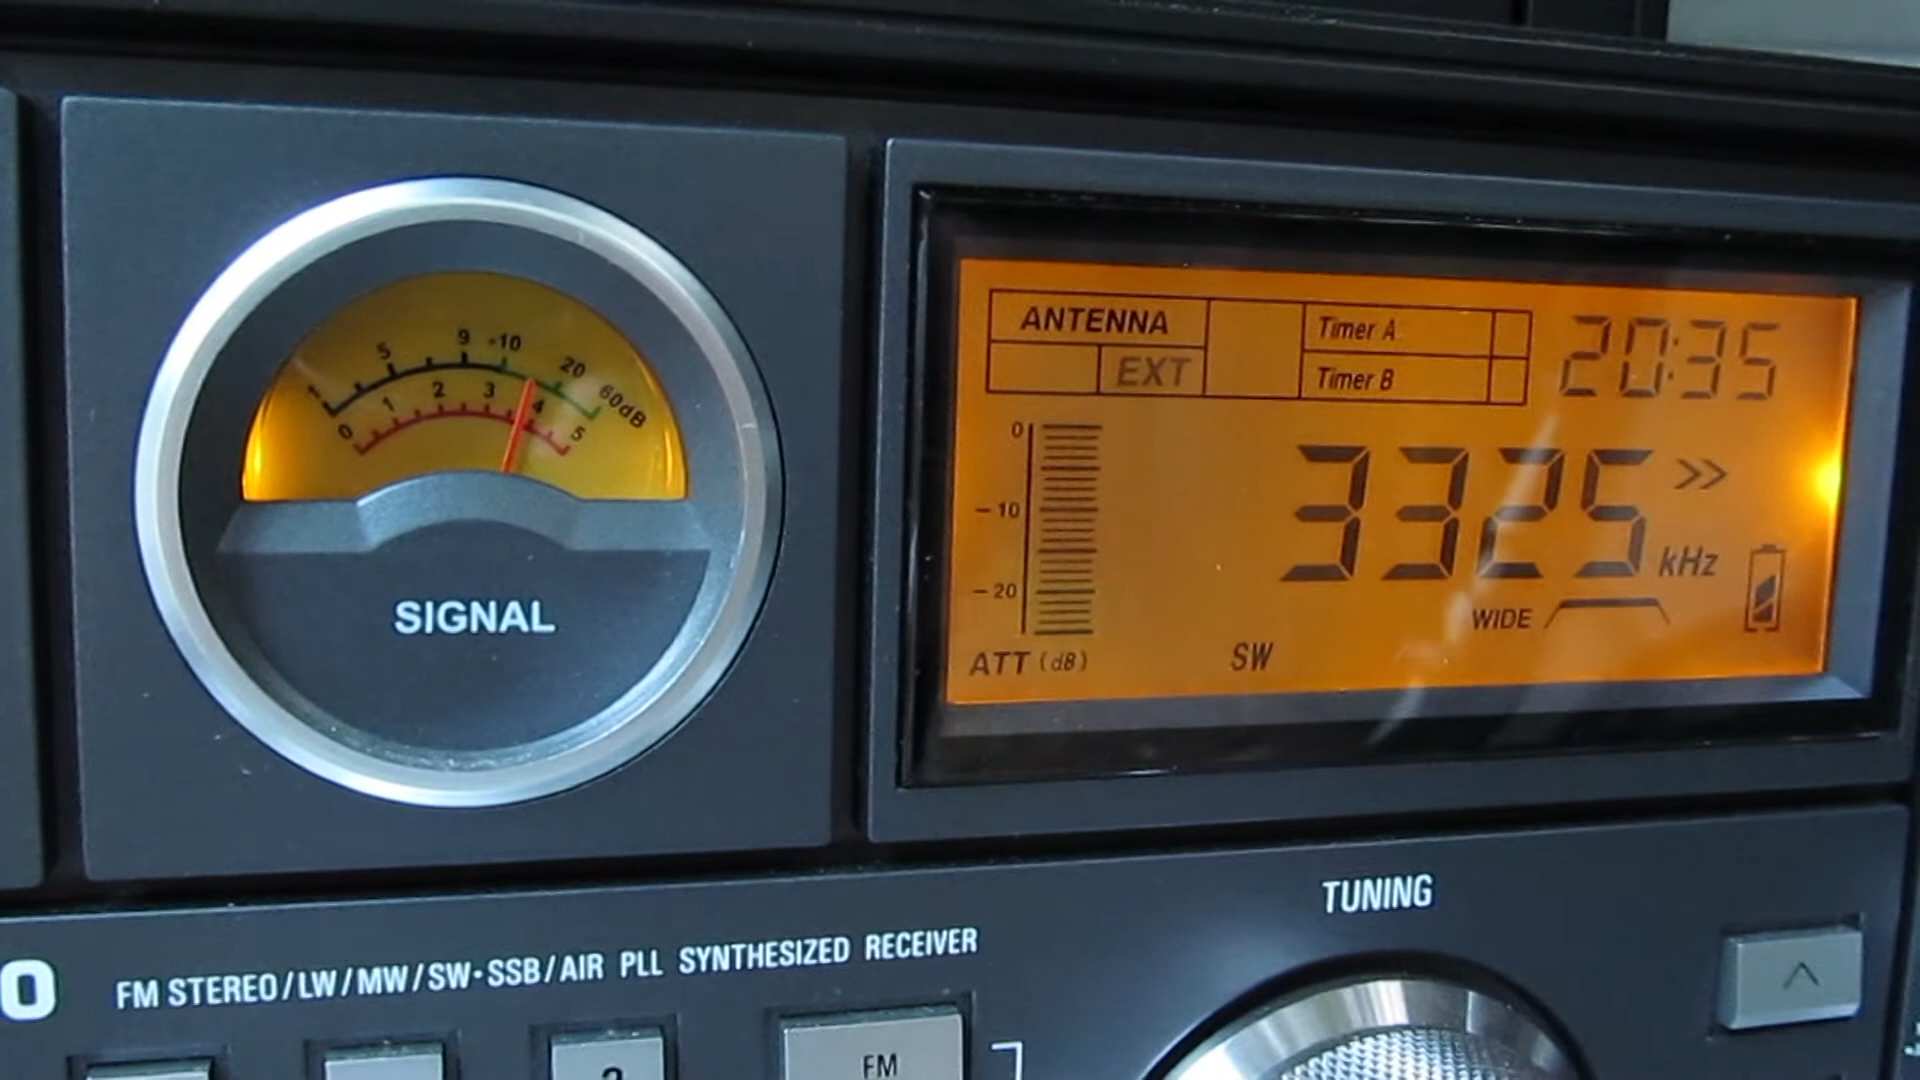 1 5 9 +10 20 60dB
0 1 2 3 4 5
SIGNAL
ANTENNA
EXT
Timer A
Timer B
20:35
0
-10
-20
3325 >>
kHz
WIDE
ATT (dB)
SW
TUNING
0 FM STEREO/LW/MW/SW·SSB/AIR PLL SYNTHESIZED RECEIVER
FM